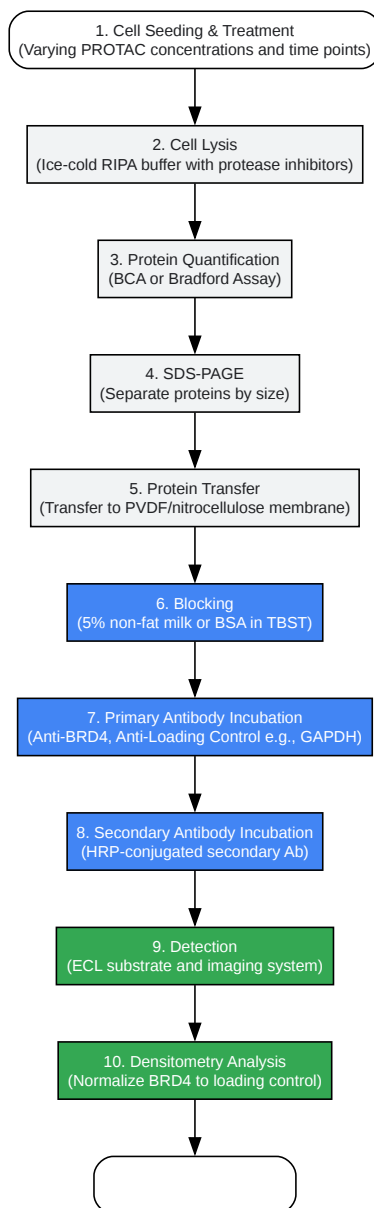 1. Cell Seeding & Treatment
(Varying PROTAC concentrations and time points)
2. Cell Lysis
(Ice-cold RIPA buffer with protease inhibitors)
3. Protein Quantification
(BCA or Bradford Assay)
4. SDS-PAGE
(Separate proteins by size)
5. Protein Transfer
(Transfer to PVDF/nitrocellulose membrane)
6. Blocking
(5% non-fat milk or BSA in TBST)
7. Primary Antibody Incubation
(Anti-BRD4, Anti-Loading Control e.g., GAPDH)
8. Secondary Antibody Incubation
(HRP-conjugated secondary Ab)
9. Detection
(ECL substrate and imaging system)
10. Densitometry Analysis
(Normalize BRD4 to loading control)